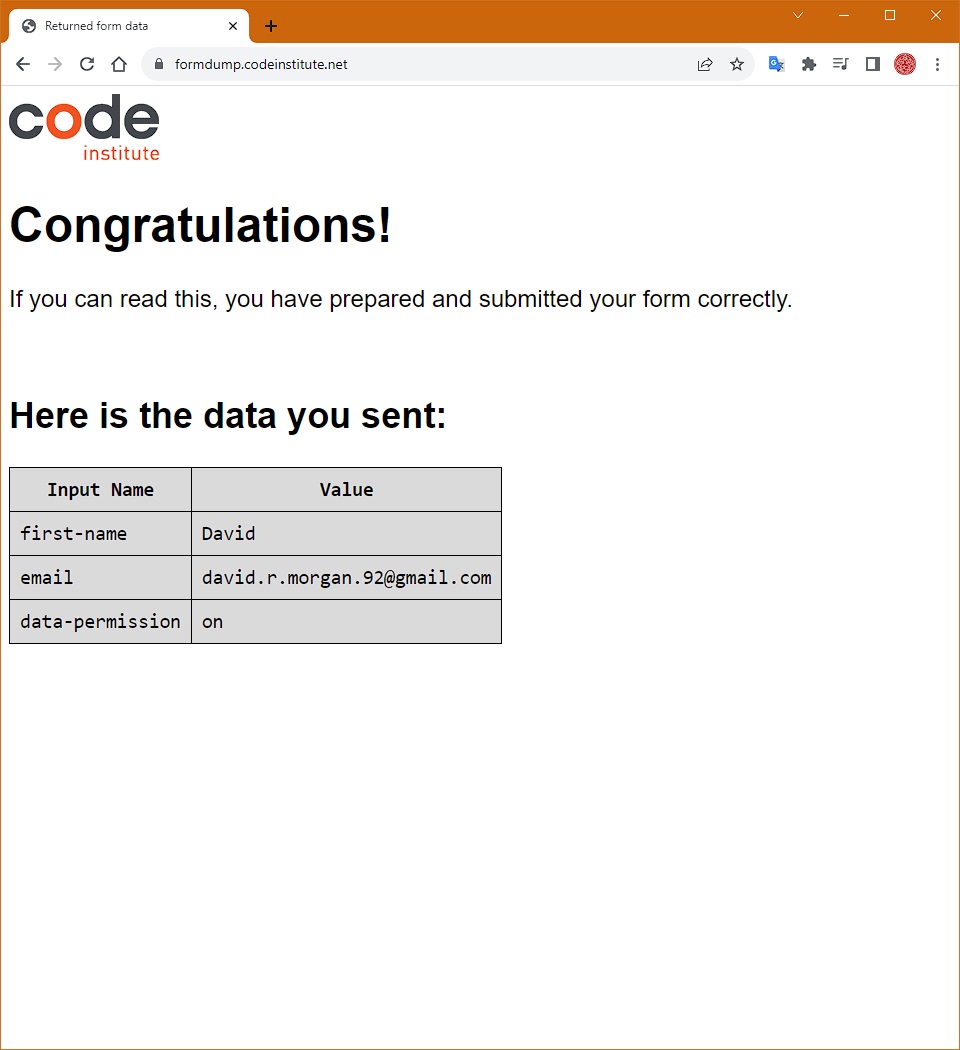 Returned form data
formdump.codeinstitute.net
code
institute
Congratulations!
If you can read this, you have prepared and submitted your form correctly.
Here is the data you sent:
Input Name Value
first-name David
email david.r.morgan.92@gmail.com
data-permission on